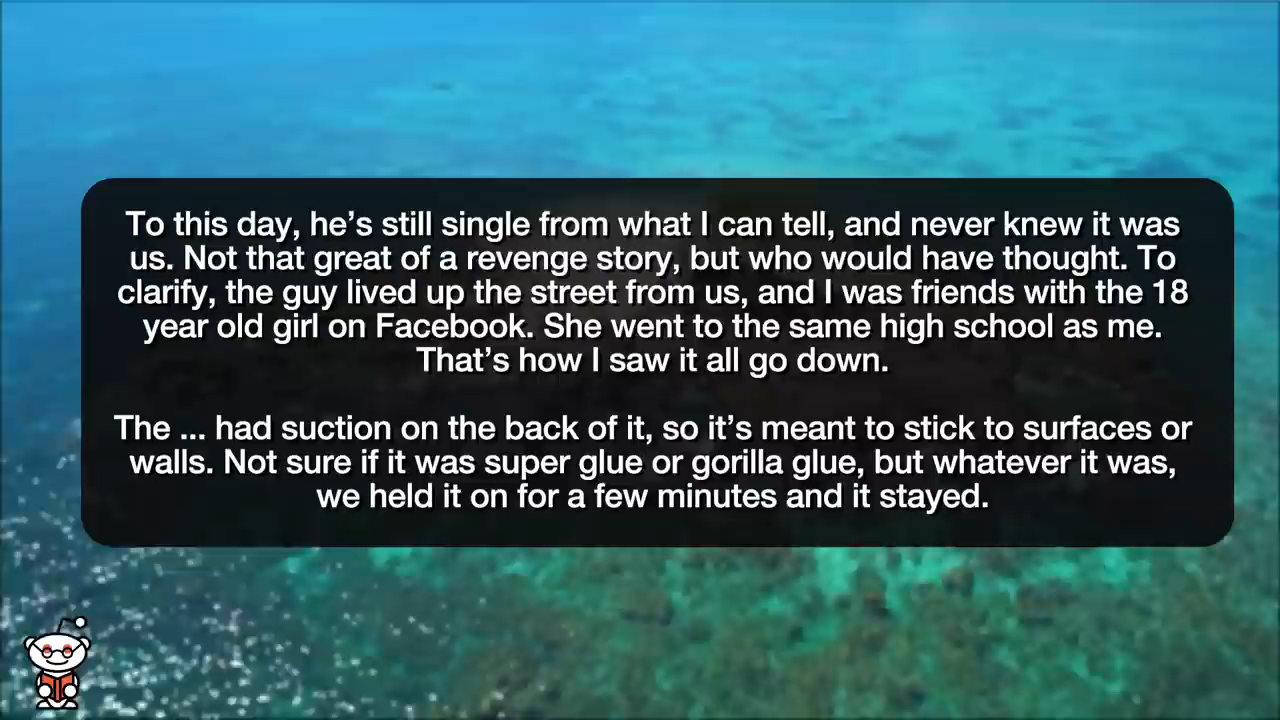 To this day, he's still single from what I can tell, and never knew it was
us. Not that great of a revenge story, but who would have thought. To
clarify, the guy lived up the street from us, and I was friends with the 18
year old girl on Facebook. She went to the same high school as me.
That's how I saw it all go down.
The ... had suction on the back of it, so it's meant to stick to surfaces or
walls. Not sure if it was super glue or gorilla glue, but whatever it was,
we held it on for a few minutes and it stayed.